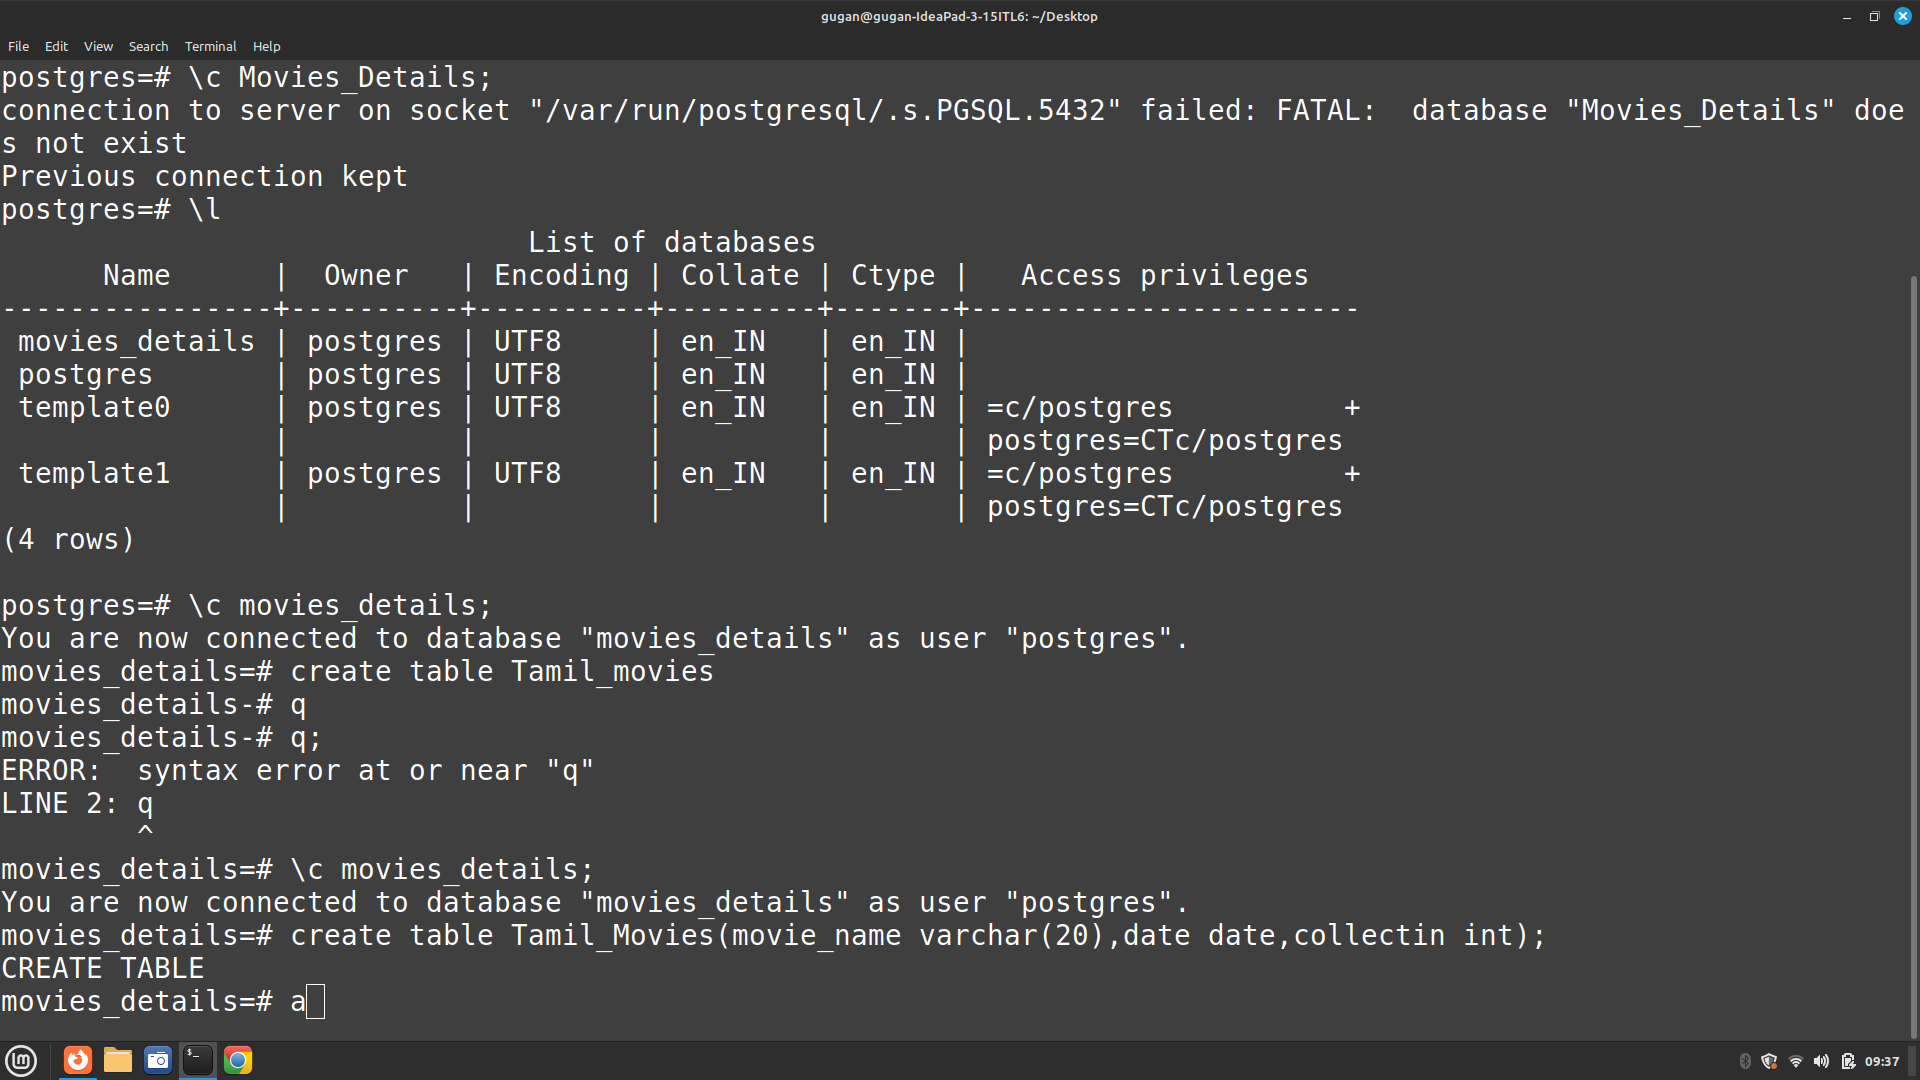 gugan@gugan-IdeaPad-3-15ITL6: ~/Desktop
File Edit View Search Terminal Help
postgres=# \c Movies_Details;
connection to server on socket "/var/run/postgresql/.s.PGSQL.5432" failed: FATAL:  database "Movies_Details" doe
s not exist
Previous connection kept
postgres=# \l
                               List of databases
      Name      |  Owner   | Encoding | Collate | Ctype |   Access privileges
----------------+----------+----------+---------+-------+-----------------------
 movies_details | postgres | UTF8     | en_IN   | en_IN |
 postgres       | postgres | UTF8     | en_IN   | en_IN |
 template0      | postgres | UTF8     | en_IN   | en_IN | =c/postgres          +
                |          |          |         |       | postgres=CTc/postgres
 template1      | postgres | UTF8     | en_IN   | en_IN | =c/postgres          +
                |          |          |         |       | postgres=CTc/postgres
(4 rows)

postgres=# \c movies_details;
You are now connected to database "movies_details" as user "postgres".
movies_details=# create table Tamil_movies
movies_details-# q
movies_details-# q;
ERROR:  syntax error at or near "q"
LINE 2: q
        ^
movies_details=# \c movies_details;
You are now connected to database "movies_details" as user "postgres".
movies_details=# create table Tamil_Movies(movie_name varchar(20),date date,collectin int);
CREATE TABLE
movies_details=# a
09:37